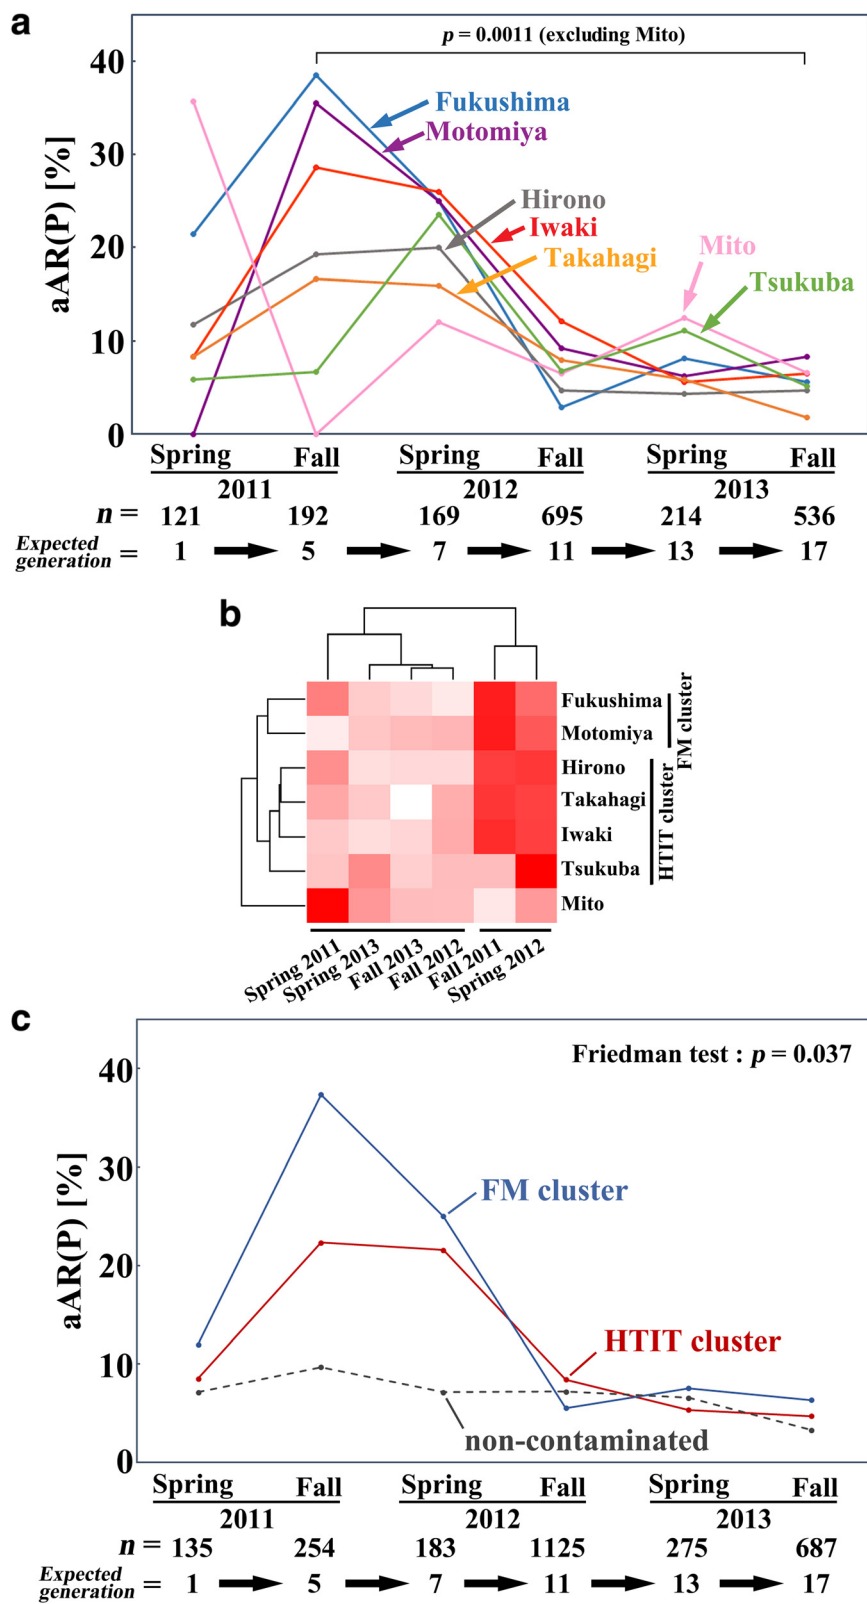 a
p = 0.0011 (excluding Mito)
aAR(P) [%]
40
30
20
10
0
Fukushima
Motomiya
Hirono
Iwaki
Takahagi
Mito
Tsukuba
Spring Fall Spring Fall Spring Fall
2011 2012 2013
n = 121 192 169 695 214 536
Expected generation = 1 5 7 11 13 17
b
Fukushima
Motomiya
Hirono
Takahagi
Iwaki
Tsukuba
Mito
FM cluster
HTIT cluster
Spring 2011
Spring 2013
Fall 2013
Fall 2012
Fall 2011
Spring 2012
c
Friedman test : p = 0.037
aAR(P) [%]
40
30
20
10
0
FM cluster
HTIT cluster
non-contaminated
Spring Fall Spring Fall Spring Fall
2011 2012 2013
n = 135 254 183 1125 275 687
Expected generation = 1 5 7 11 13 17